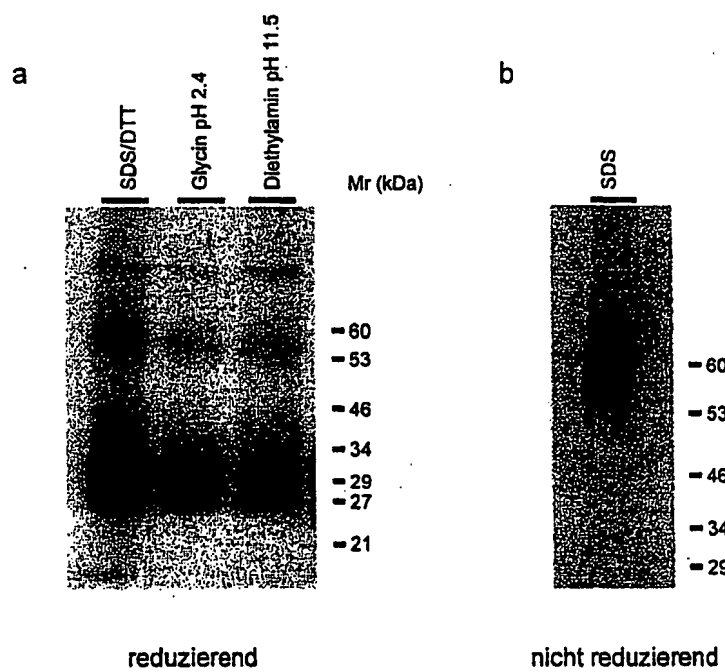 a
SDS/DTT
Glycin pH 2.4
Diethylamin pH 11.5
Mr (kDa)
60
53
46
34
29
27
21
reduzierend
b
SDS
60
53
46
34
29
nicht reduzierend